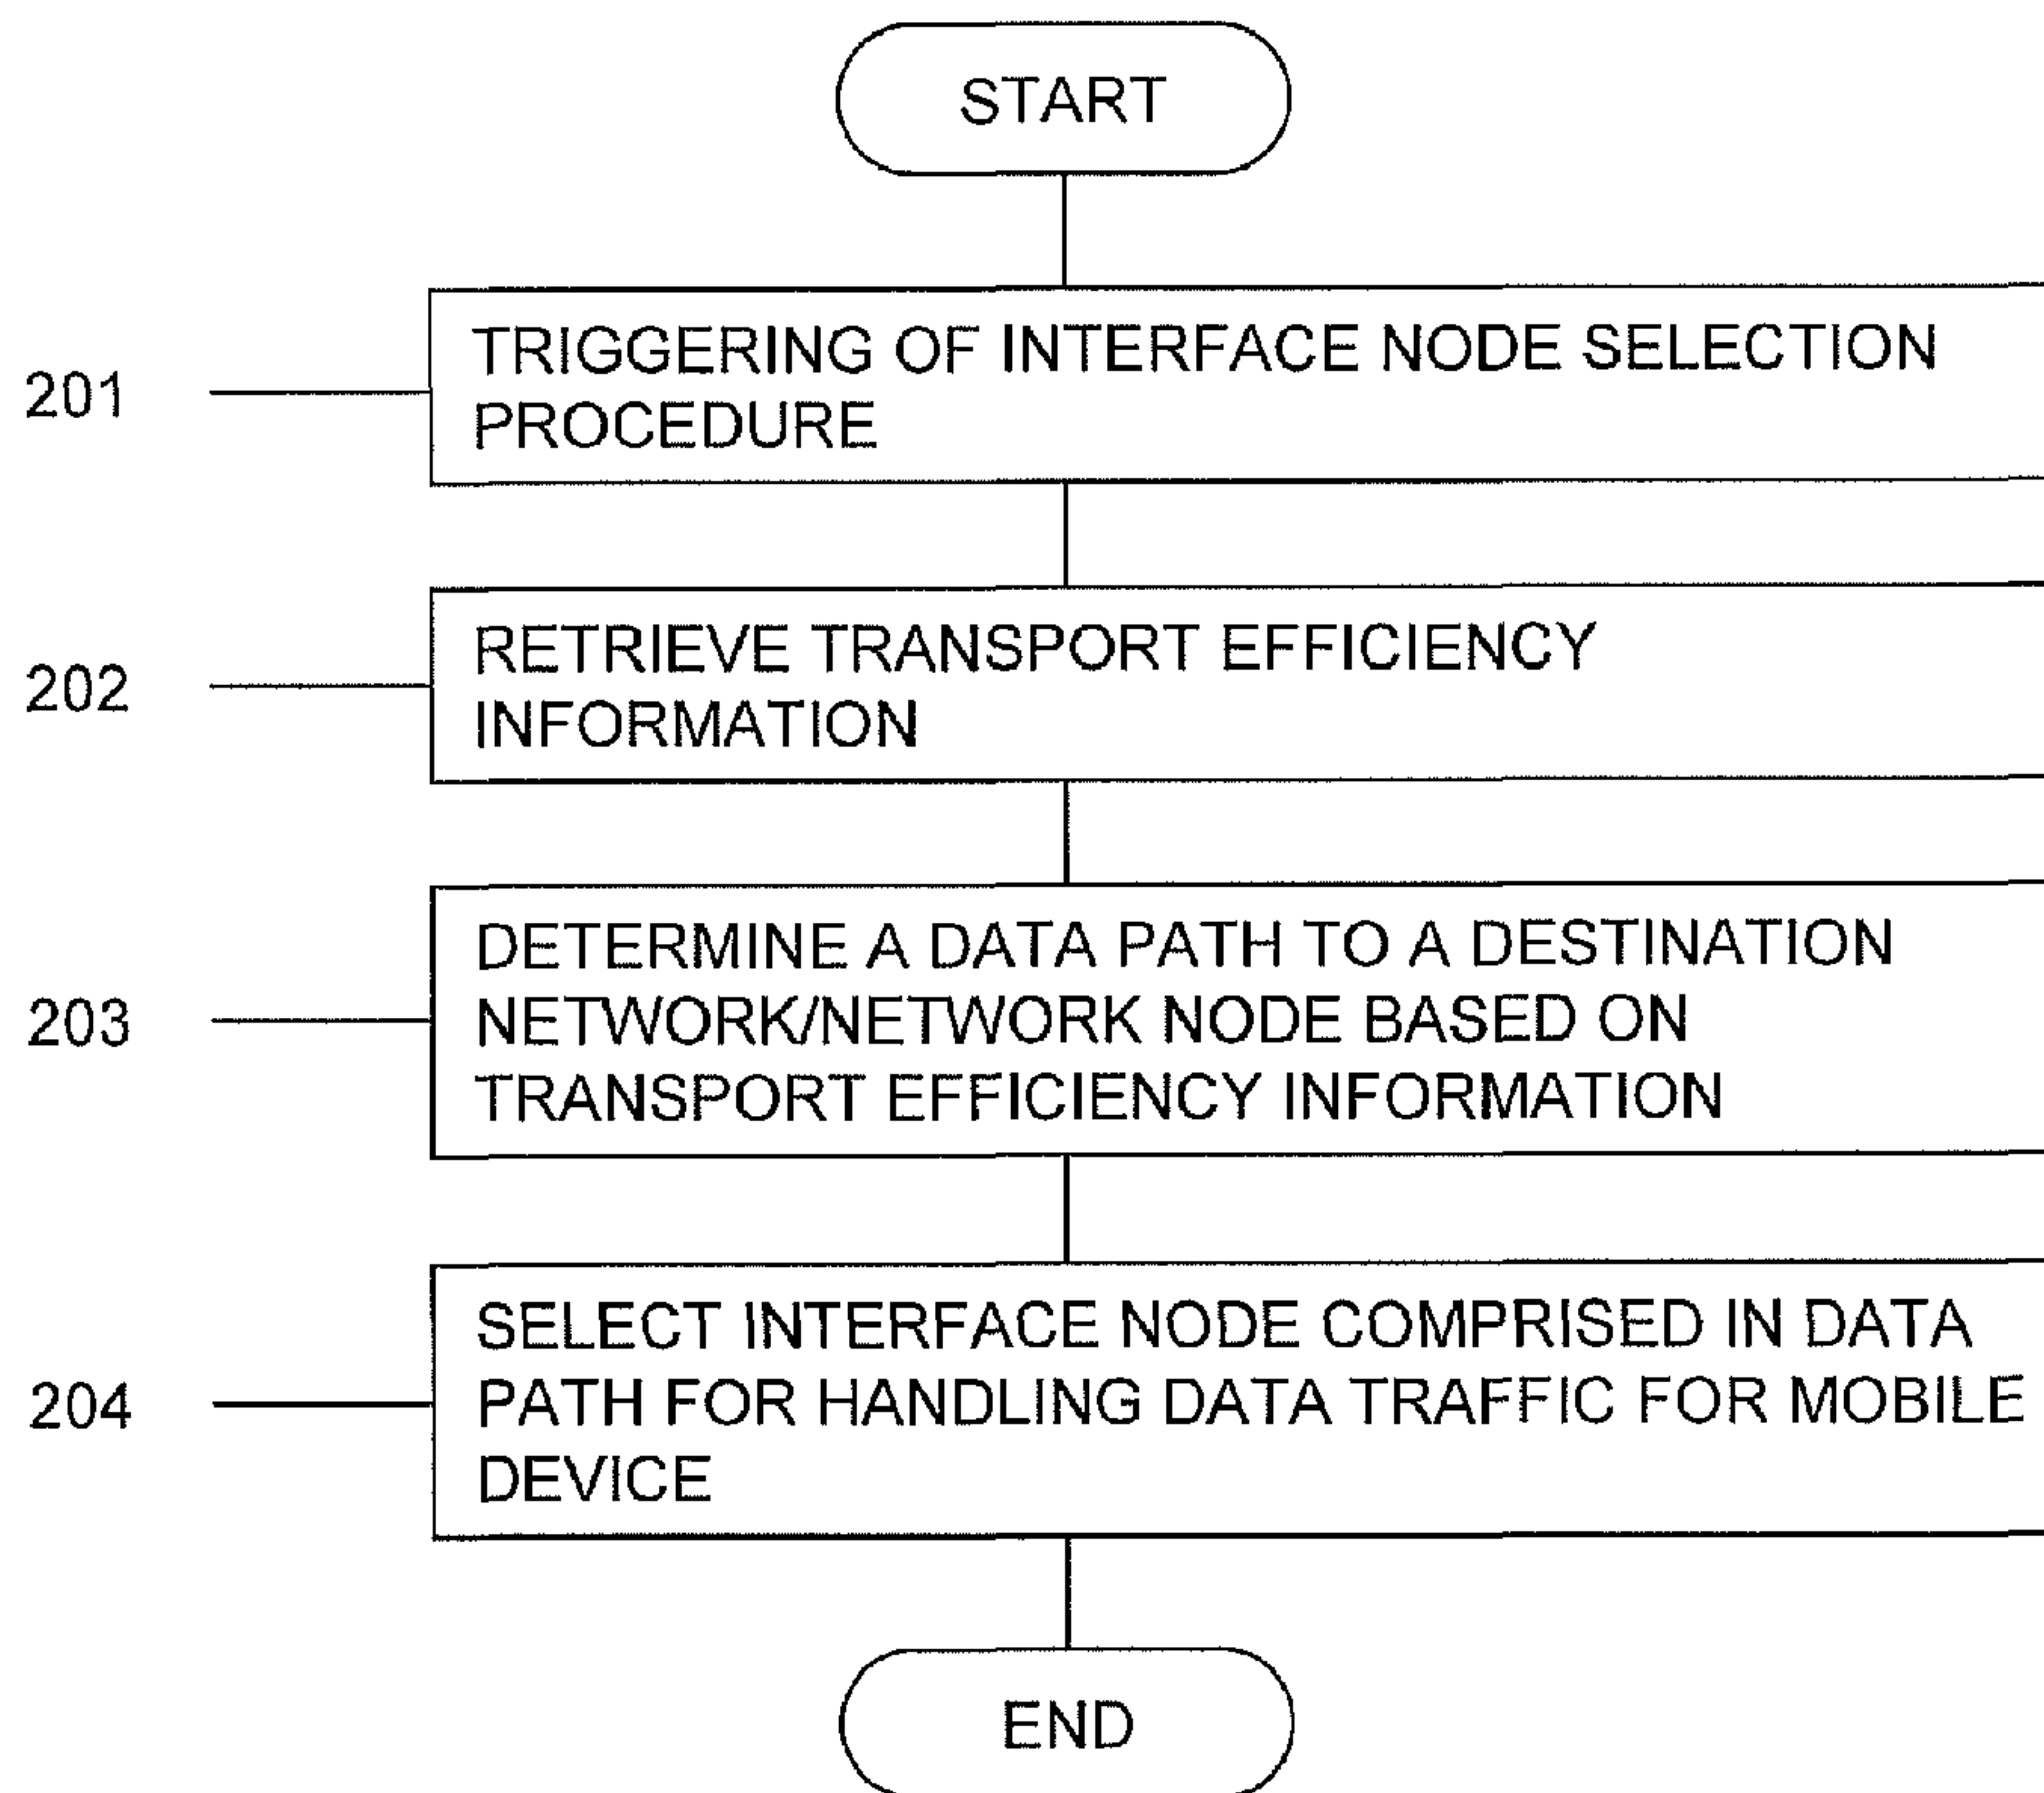 START
201
TRIGGERING OF INTERFACE NODE SELECTION
PROCEDURE
202
RETRIEVE TRANSPORT EFFICIENCY
INFORMATION
203
DETERMINE A DATA PATH TO A DESTINATION
NETWORK/NETWORK NODE BASED ON
TRANSPORT EFFICIENCY INFORMATION
204
SELECT INTERFACE NODE COMPRISED IN DATA
PATH FOR HANDLING DATA TRAFFIC FOR MOBILE
DEVICE
END